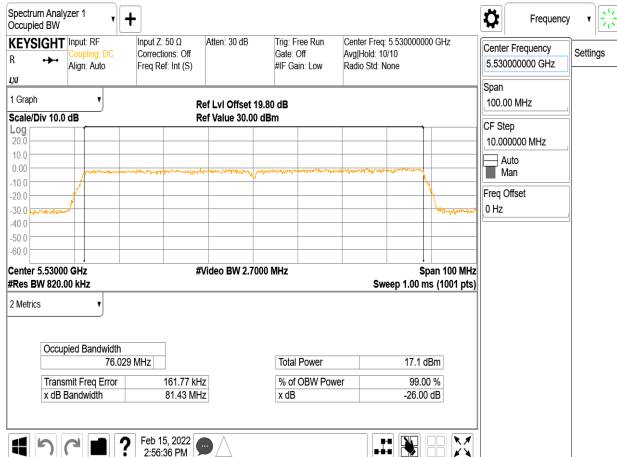 Spectrum Analyzer 1
Occupied BW
Frequency
KEYSIGHT
R
Input: RF
Coupling: DC
Align: Auto
Input Z: 50 Ω
Corrections: Off
Freq Ref: Int (S)
Atten: 30 dB
Trig: Free Run
Gate: Off
#IF Gain: Low
Center Freq: 5.530000000 GHz
Avg|Hold: 10/10
Radio Std: None
Center Frequency
5.530000000 GHz
Settings
Span
100.00 MHz
CF Step
10.000000 MHz
Auto
Man
Freq Offset
0 Hz
1 Graph
Scale/Div 10.0 dB
Ref Lvl Offset 19.80 dB
Ref Value 30.00 dBm
Log
20.0
10.0
0.00
-10.0
-20.0
-30.0
-40.0
-50.0
-60.0
Center 5.53000 GHz
#Video BW 2.7000 MHz
Span 100 MHz
#Res BW 820.00 kHz
Sweep 1.00 ms (1001 pts)
2 Metrics
Occupied Bandwidth
76.029 MHz
Total Power 17.1 dBm
Transmit Freq Error 161.77 kHz
% of OBW Power 99.00 %
x dB Bandwidth 81.43 MHz
x dB -26.00 dB
?
Feb 15, 2022
2:56:36 PM